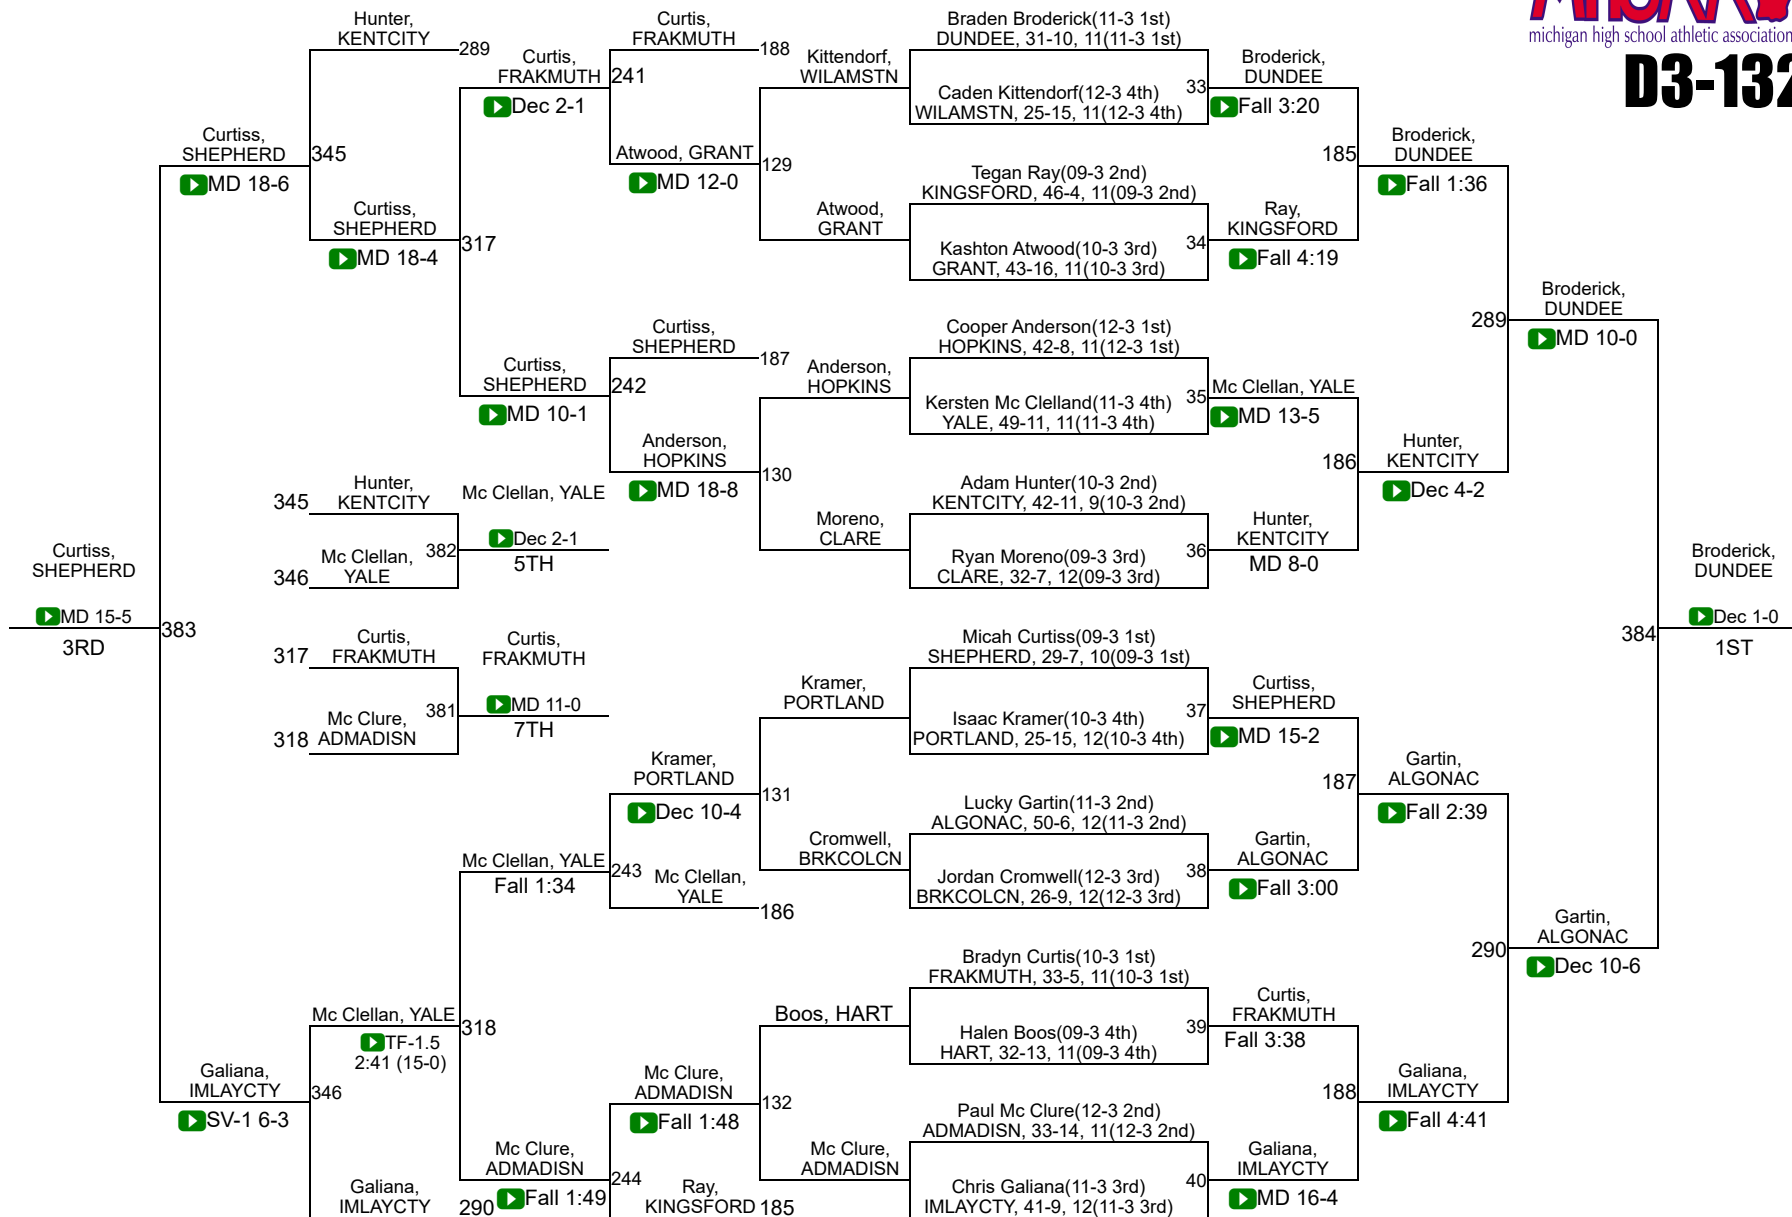 michigan high school athletic association
D3-132
Hunter,
KENTCITY
289
Curtis,
FRAKMUTH
241
Dec 2-1
Curtis,
FRAKMUTH
188
Curtiss,
SHEPHERD
MD 18-6
345
Atwood, GRANT
MD 12-0
129
Kittendorf,
WILAMSTN
Atwood,
GRANT
Curtiss,
SHEPHERD
MD 18-4
317
Braden Broderick(11-3 1st)
DUNDEE, 31-10, 11(11-3 1st)
Caden Kittendorf(12-3 4th)
WILAMSTN, 25-15, 11(12-3 4th)
33
Broderick,
DUNDEE
Fall 3:20
Tegan Ray(09-3 2nd)
KINGSFORD, 46-4, 11(09-3 2nd)
Kashton Atwood(10-3 3rd)
GRANT, 43-16, 11(10-3 3rd)
34
Ray,
KINGSFORD
Fall 4:19
185
Broderick,
DUNDEE
Fall 1:36
Curtiss,
SHEPHERD
187
Curtiss,
SHEPHERD
MD 10-1
242
Anderson,
HOPKINS
MD 18-8
130
Anderson,
HOPKINS
Moreno,
CLARE
Cooper Anderson(12-3 1st)
HOPKINS, 42-8, 11(12-3 1st)
Kersten Mc Clelland(11-3 4th)
YALE, 49-11, 11(11-3 4th)
35
Mc Clellan, YALE
MD 13-5
Adam Hunter(10-3 2nd)
KENTCITY, 42-11, 9(10-3 2nd)
Ryan Moreno(09-3 3rd)
CLARE, 32-7, 12(09-3 3rd)
36
Hunter,
KENTCITY
MD 8-0
186
Hunter,
KENTCITY
Dec 4-2
289
Broderick,
DUNDEE
MD 10-0
345
Hunter,
KENTCITY
346
Mc Clellan,
YALE
382
Mc Clellan, YALE
Dec 2-1
5TH
Curtiss,
SHEPHERD
MD 15-5
3RD
383
317
Curtis,
FRAKMUTH
318
Mc Clure,
ADMADISN
381
Curtis,
FRAKMUTH
MD 11-0
7TH
384
Broderick,
DUNDEE
Dec 1-0
1ST
Micah Curtiss(09-3 1st)
SHEPHERD, 29-7, 10(09-3 1st)
Isaac Kramer(10-3 4th)
PORTLAND, 25-15, 12(10-3 4th)
37
Curtiss,
SHEPHERD
MD 15-2
Kramer,
PORTLAND
Kramer,
PORTLAND
Dec 10-4
131
Cromwell,
BRKCOLCN
Lucky Gartin(11-3 2nd)
ALGONAC, 50-6, 12(11-3 2nd)
Jordan Cromwell(12-3 3rd)
BRKCOLCN, 26-9, 12(12-3 3rd)
38
Gartin,
ALGONAC
Fall 3:00
187
Gartin,
ALGONAC
Fall 2:39
Mc Clellan, YALE
Fall 1:34
243
Mc Clellan,
YALE
186
290
Gartin,
ALGONAC
Dec 10-6
Bradyn Curtis(10-3 1st)
FRAKMUTH, 33-5, 11(10-3 1st)
Halen Boos(09-3 4th)
HART, 32-13, 11(09-3 4th)
39
Curtis,
FRAKMUTH
Fall 3:38
Boos, HART
Mc Clellan, YALE
TF-1.5
2:41 (15-0)
318
Galiana,
IMLAYCTY
SV-1 6-3
346
Mc Clure,
ADMADISN
Fall 1:48
132
Mc Clure,
ADMADISN
Paul Mc Clure(12-3 2nd)
ADMADISN, 33-14, 11(12-3 2nd)
Chris Galiana(11-3 3rd)
IMLAYCTY, 41-9, 12(11-3 3rd)
40
Galiana,
IMLAYCTY
MD 16-4
188
Galiana,
IMLAYCTY
Fall 4:41
Mc Clure,
ADMADISN
Fall 1:49
244
Galiana,
IMLAYCTY
290
Ray,
KINGSFORD
185